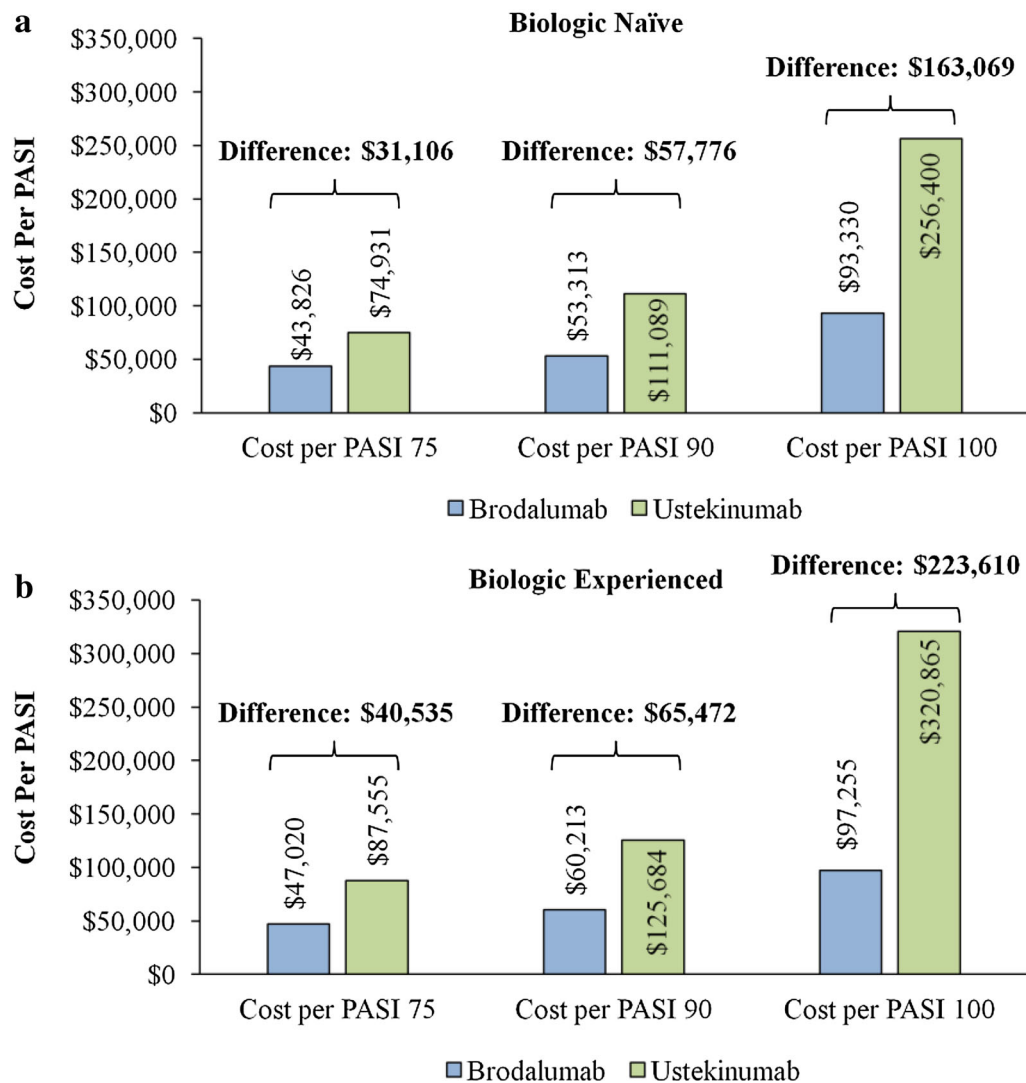 a
Biologic Naïve
$350,000
$300,000
$250,000
$200,000
$150,000
$100,000
$50,000
$0
Cost Per PASI
Difference: $31,106
Difference: $57,776
Difference: $163,069
$43,826
$74,931
$53,313
$111,089
$93,330
$256,400
Cost per PASI 75
Cost per PASI 90
Cost per PASI 100
Brodalumab
Ustekinumab
b
Biologic Experienced
$350,000
$300,000
$250,000
$200,000
$150,000
$100,000
$50,000
$0
Cost Per PASI
Difference: $40,535
Difference: $65,472
Difference: $223,610
$47,020
$87,555
$60,213
$125,684
$97,255
$320,865
Cost per PASI 75
Cost per PASI 90
Cost per PASI 100
Brodalumab
Ustekinumab